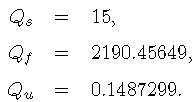 Q_s = 15,
Q_f = 2190.45649,
Q_u = 0.1487299.